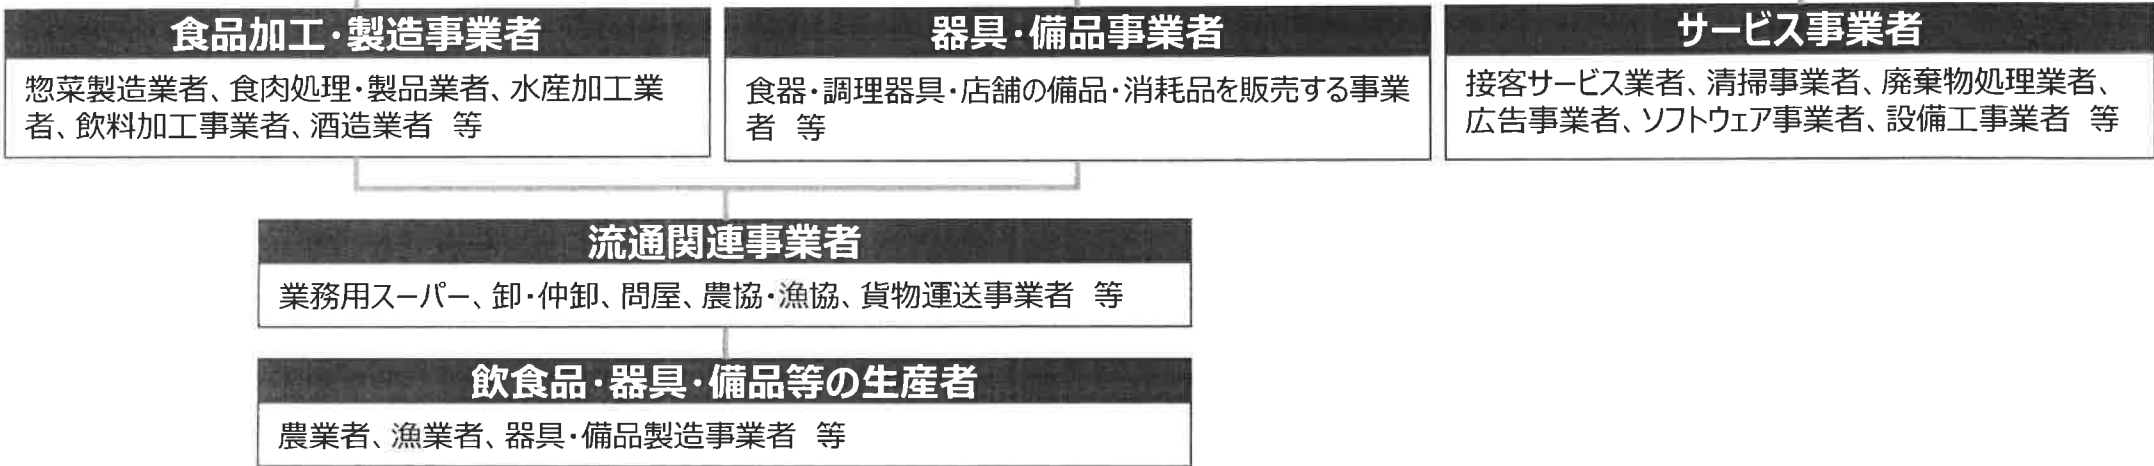 食品加工・製造事業者
惣菜製造業者、食肉処理・製品業者、水産加工業
者、飲料加工事業者、酒造業者 等
器具・備品事業者
食器・調理器具・店舗の備品・消耗品を販売する事業
者 等
サービス事業者
接客サービス業者、清掃事業者、廃棄物処理業者、
広告事業者、ソフトウェア事業者、設備工事業者 等
流通関連事業者
業務用スーパー、卸・仲卸、問屋、農協・漁協、貨物運送事業者 等
飲食品・器具・備品等の生産者
農業者、漁業者、器具・備品製造事業者 等